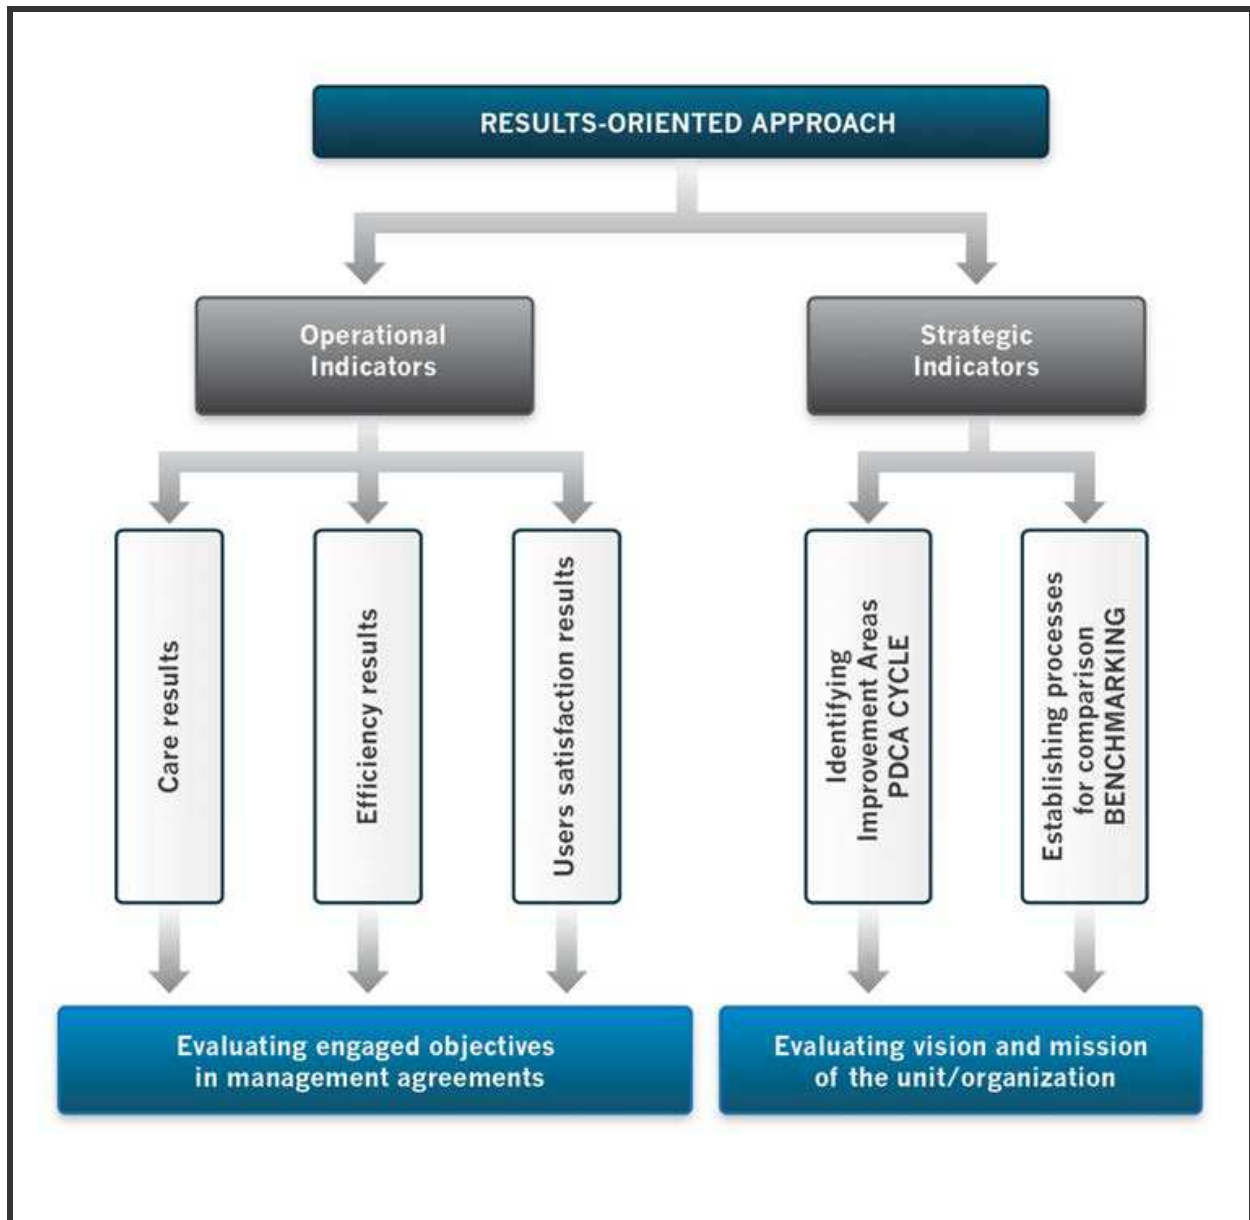 RESULTS-ORIENTED APPROACH
Operational
Indicators
Strategic
Indicators
Care results
Efficiency results
Users satisfaction results
Identifying
Improvement Areas
PDCA CYCLE
Establishing processes
for comparison
BENCHMARKING
Evaluating engaged objectives
in management agreements
Evaluating vision and mission
of the unit/organization